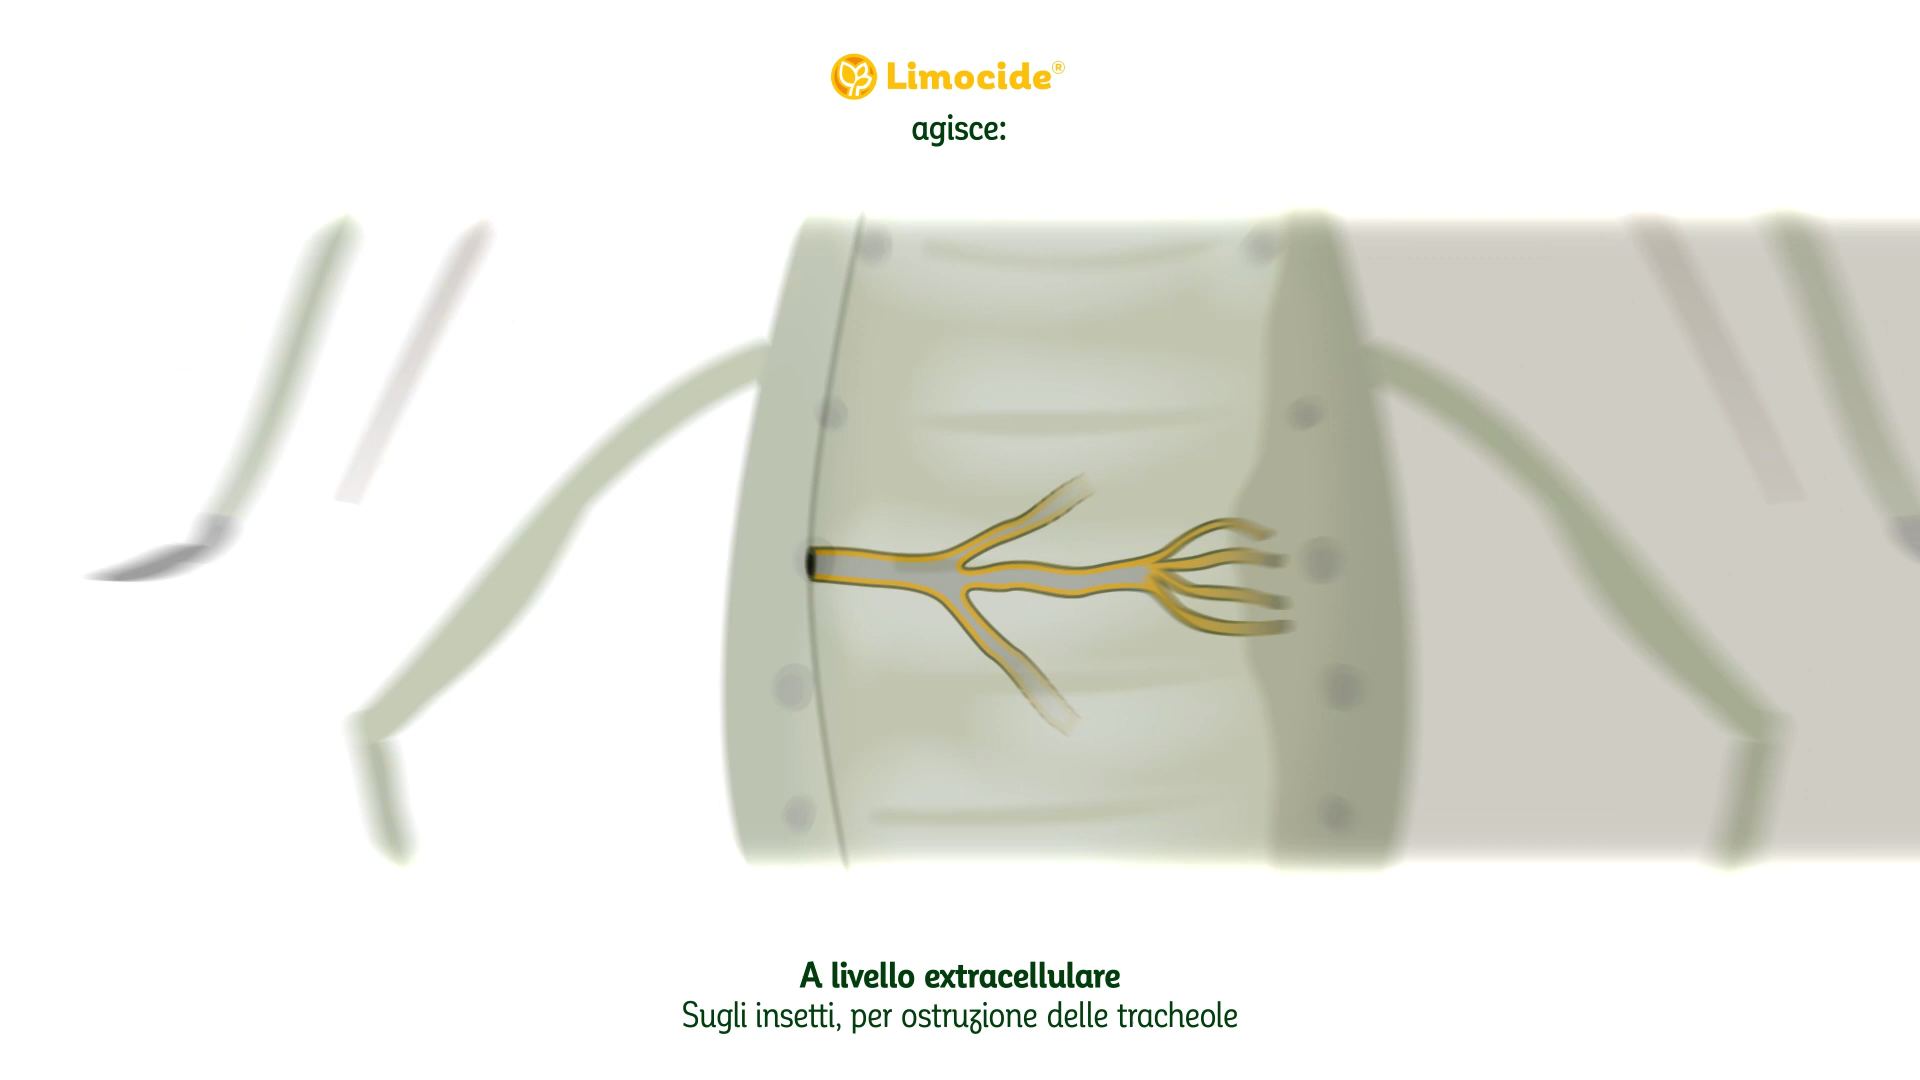 Limocide®
agisce:
A livello extracellulare
Sugli insetti, per ostruzione delle tracheole